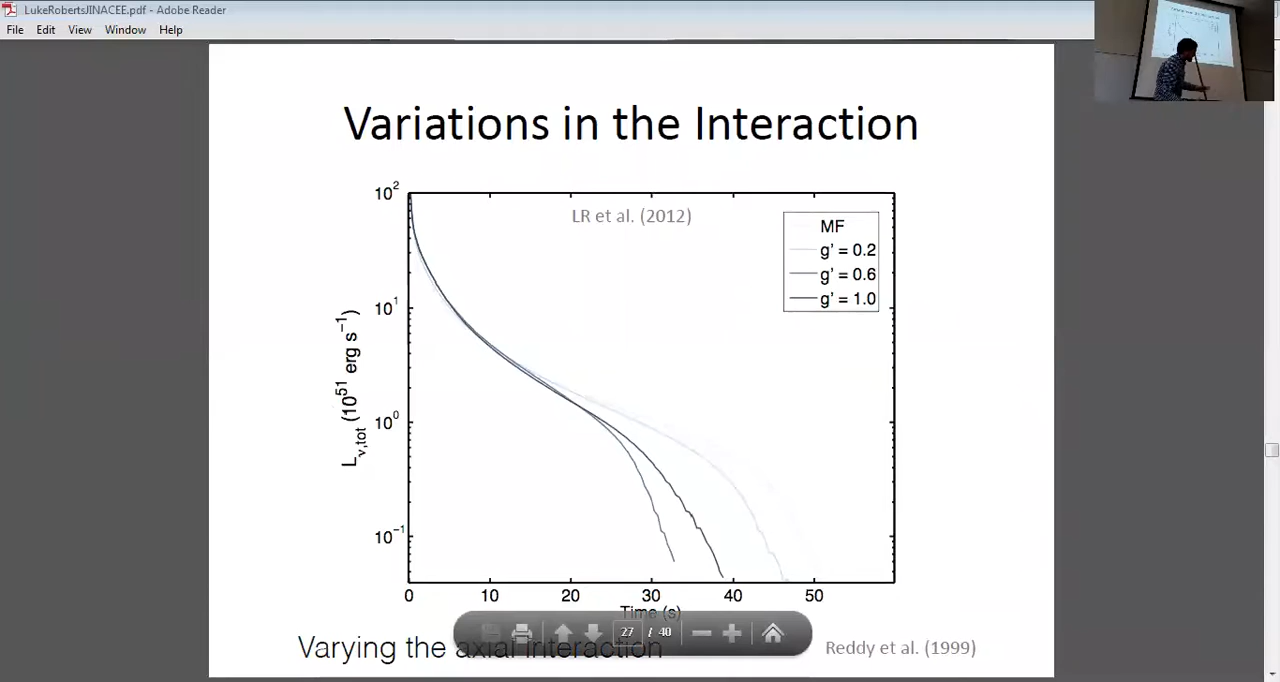 LukeRobertsJINACEE.pdf - Adobe Reader
File Edit View Window Help
Variations in the Interaction
LR et al. (2012)
MF
g' = 0.2
g' = 0.6
g' = 1.0
10²
10¹
10⁰
10⁻¹
Lν,tot (10⁵¹ erg s⁻¹)
0 10 20 30 40 50
Time (s)
27 / 40
Varying the axial interaction
Reddy et al. (1999)